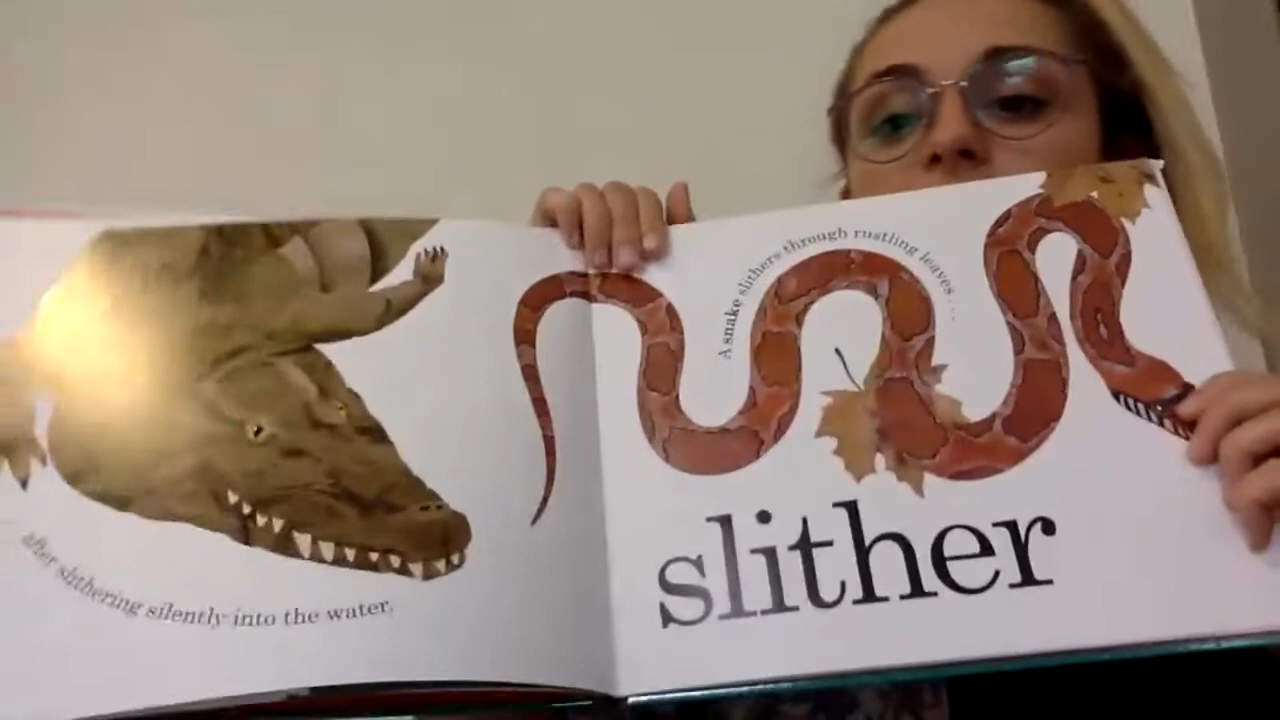 after slithering silently into the water.
A snake slithers through rustling leaves . . .
slither